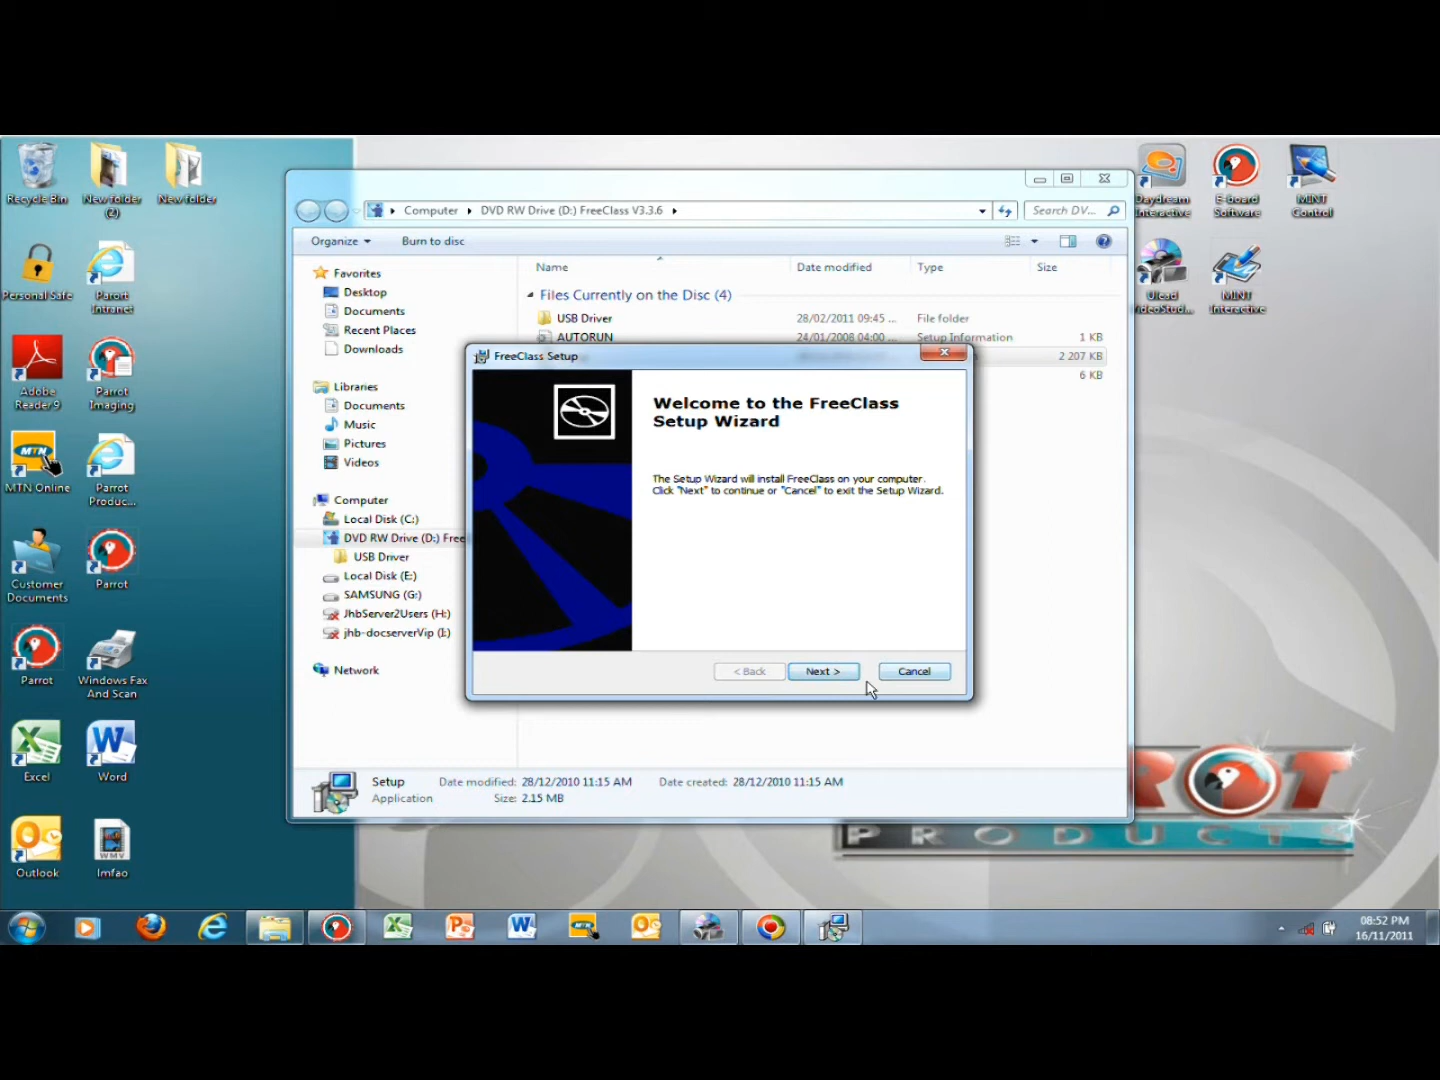 Recycle Bin
New folder (2)
New folder
Personal Safe
Parort Intranet
Adobe Reader 9
Parrot Imaging
MTN
MTN Online
Parrot Produc...
Customer Documents
Parrot
Parrot
Windows Fax And Scan
Excel
Word
Outlook
WMV
lmfao
Daydream Interactive
E-board Software
MINT Control
Ulead VideoStud...
MINT Interactive
Computer
DVD RW Drive (D:) FreeClass V3.3.6
Search DV...
Organize
Burn to disc
Name
Date modified
Type
Size
Files Currently on the Disc (4)
USB Driver
28/02/2011 09:45 ...
File folder
AUTORUN
24/01/2008 04:00 ...
Setup Information
1 KB
2 207 KB
6 KB
Favorites
Desktop
Documents
Recent Places
Downloads
Libraries
Documents
Music
Pictures
Videos
Computer
Local Disk (C:)
DVD RW Drive (D:) Free
USB Driver
Local Disk (E:)
SAMSUNG (G:)
JhbServer2Users (H:)
jhb-docserverVip (I:)
Network
FreeClass Setup
Welcome to the FreeClass
Setup Wizard
The Setup Wizard will install FreeClass on your computer.
Click "Next" to continue or "Cancel" to exit the Setup Wizard.
< Back
Next >
Cancel
Setup
Date modified: 28/12/2010 11:15 AM
Date created: 28/12/2010 11:15 AM
Application
Size: 2.15 MB
ROT
PRODUCTS
08:52 PM
16/11/2011